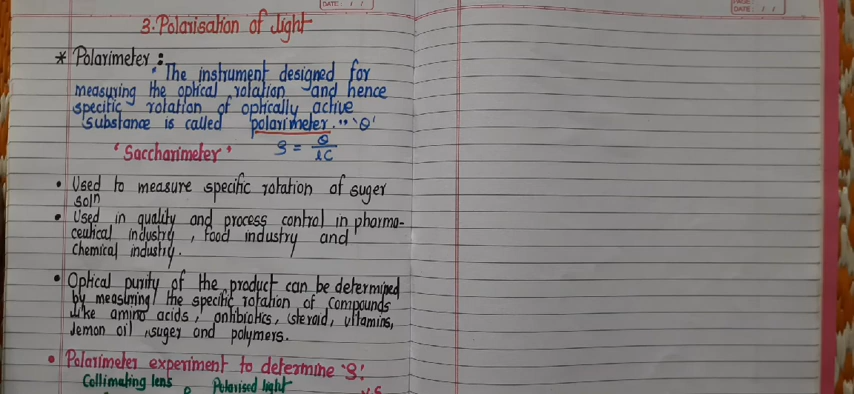 DATE: / /
PAGE:
DATE: / /
3. Polarisation of light
* Polarimeter :
" The instrument designed for
measuring the optical rotation and hence
specific rotation of optically active
substance is called polarimeter. " 'θ'
' Saccharimeter ' S = θ / lC
• Used to measure specific rotation of suger
soln
• Used in quality and process control in pharma-
ceutical industry , food industry and
chemical industry.
• Optical purity of the product can be determined
by measuring the specific rotation of compounds
like amino acids, antibiotics, steroid, vitamins,
lemon oil, suger and polymers.
• Polarimeter experiment to determine 'S'
Collimating lens Polarised light